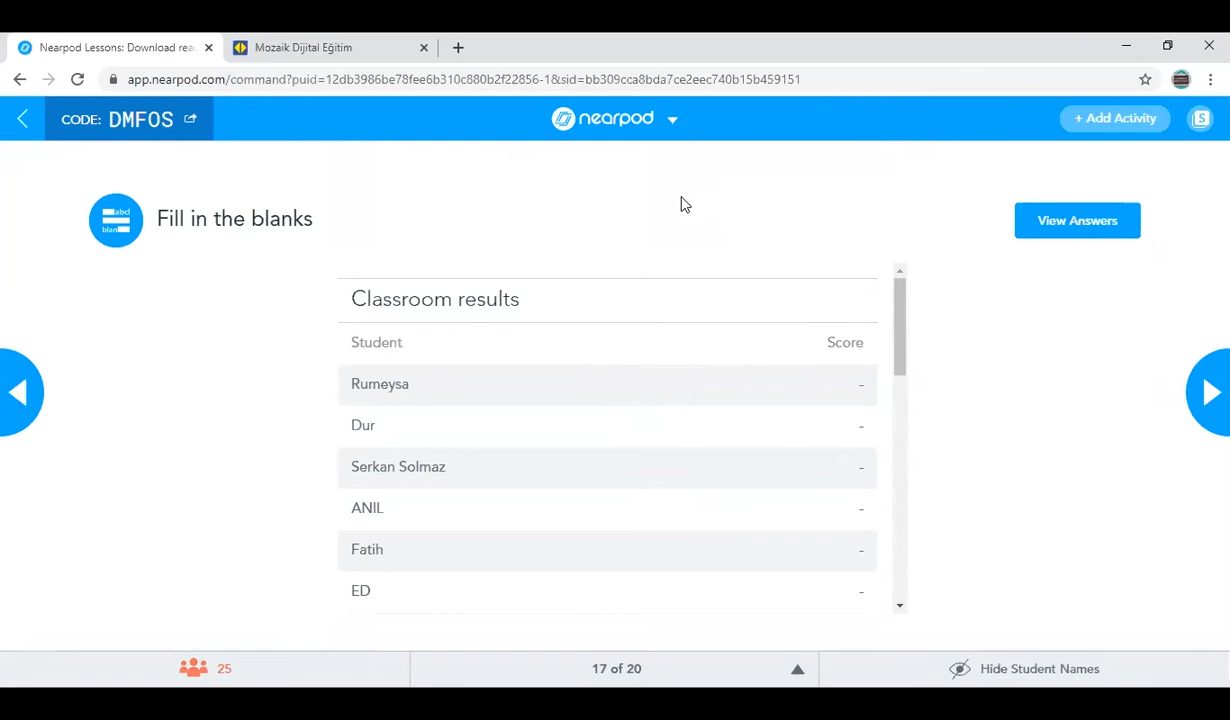 Nearpod Lessons: Download rea
Mozaik Dijital Eğitim
app.nearpod.com/command?puid=12db3986be78fee6b310c880b2f22856-1&sid=bb309cca8bda7ce2eec740b15b459151
CODE: DMFOS
nearpod
+ Add Activity
S
abcl
blan
Fill in the blanks
View Answers
Classroom results
Student Score
Rumeysa -
Dur -
Serkan Solmaz -
ANIL -
Fatih -
ED -
25
17 of 20
Hide Student Names